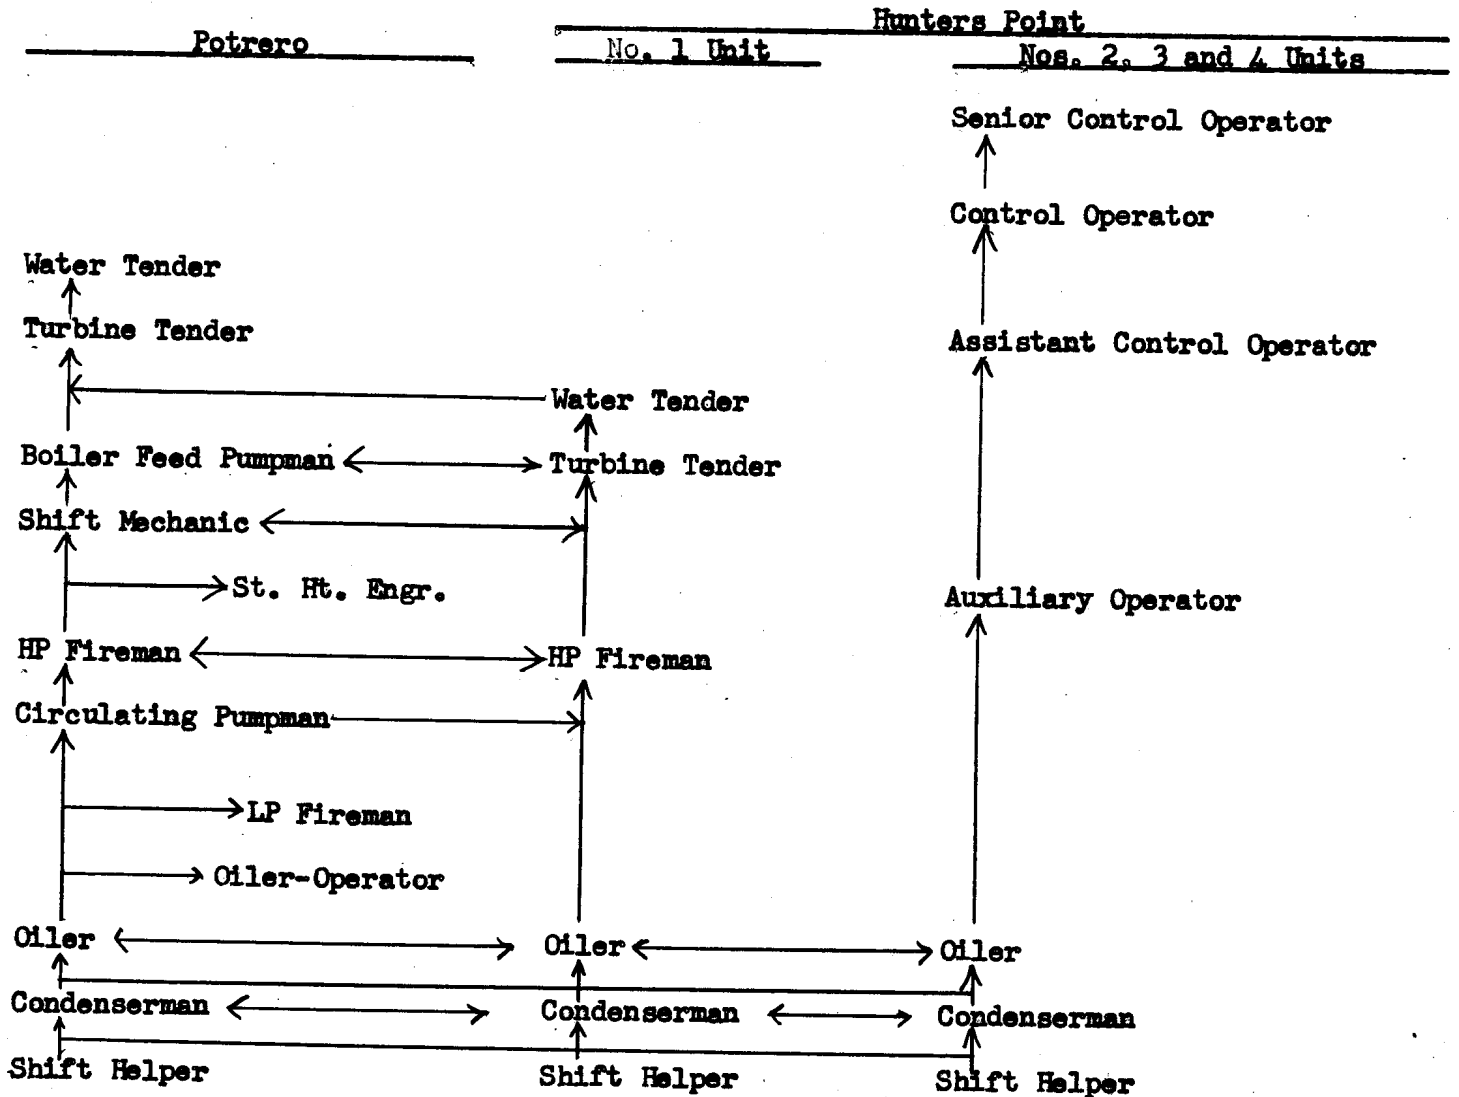 Hunters Point
Potrero
No. 1 Unit
Nos. 2, 3 and 4 Units
Senior Control Operator
Control Operator
Water Tender
Turbine Tender
Assistant Control Operator
Water Tender
Boiler Feed Pumpman
Turbine Tender
Shift Mechanic
St. Ht. Engr.
Auxiliary Operator
HP Fireman
HP Fireman
Circulating Pumpman
LP Fireman
Oiler-Operator
Oiler
Oiler
Oiler
Condenserman
Condenserman
Condenserman
Shift Helper
Shift Helper
Shift Helper